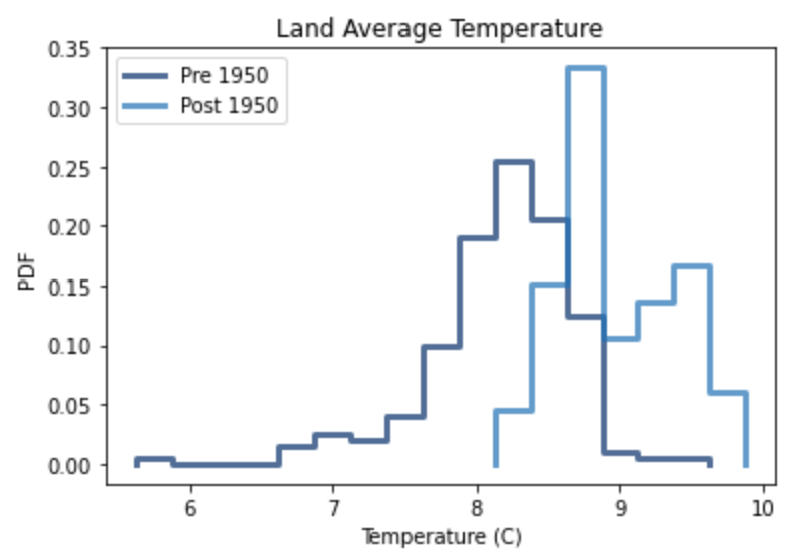 Land Average Temperature
0.35
0.30
0.25
0.20
0.15
0.10
0.05
0.00
PDF
Pre 1950
Post 1950
6 7 8 9 10
Temperature (C)